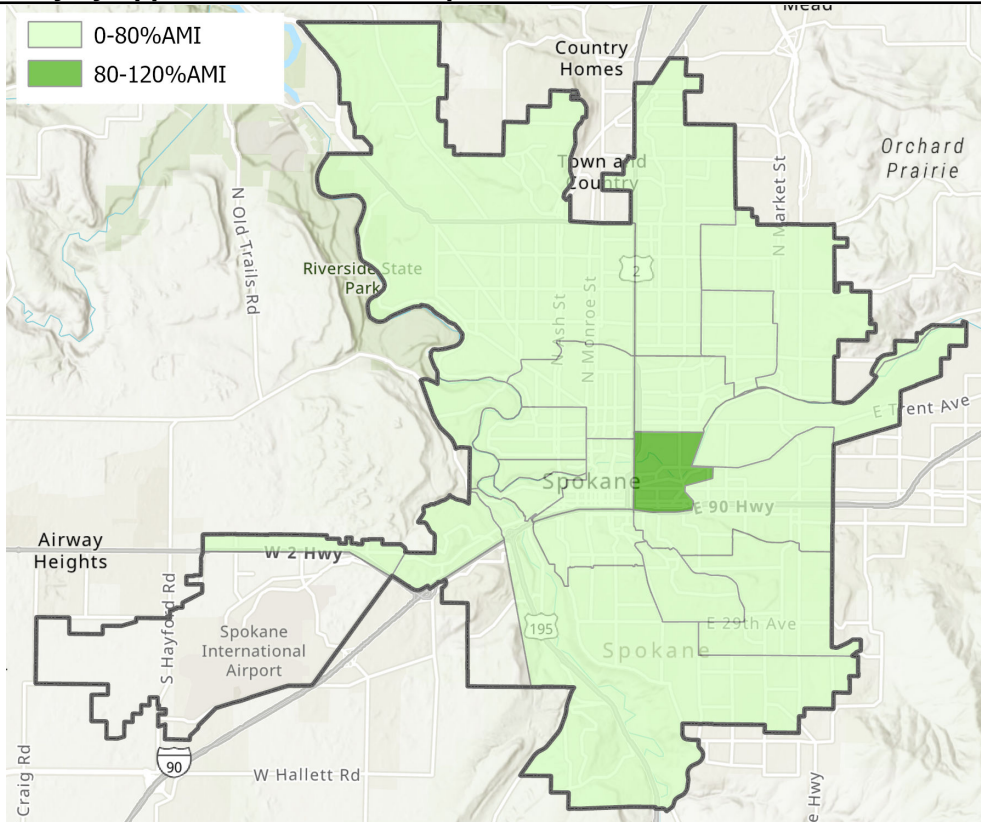 Mead
0-80%AMI
80-120%AMI
Country
Homes
Orchard
Prairie
Town and
Country
N Market St
N Old Trails Rd
Riverside State
Park
2
N Ash St
N Monroe St
E Trent Ave
Spokane
E 90 Hwy
Airway
Heights
W 2 Hwy
S Hayford Rd
Spokane
International
Airport
195
E 29th Ave
Spokane
90
W Hallett Rd
Craig Rd
e Hwy